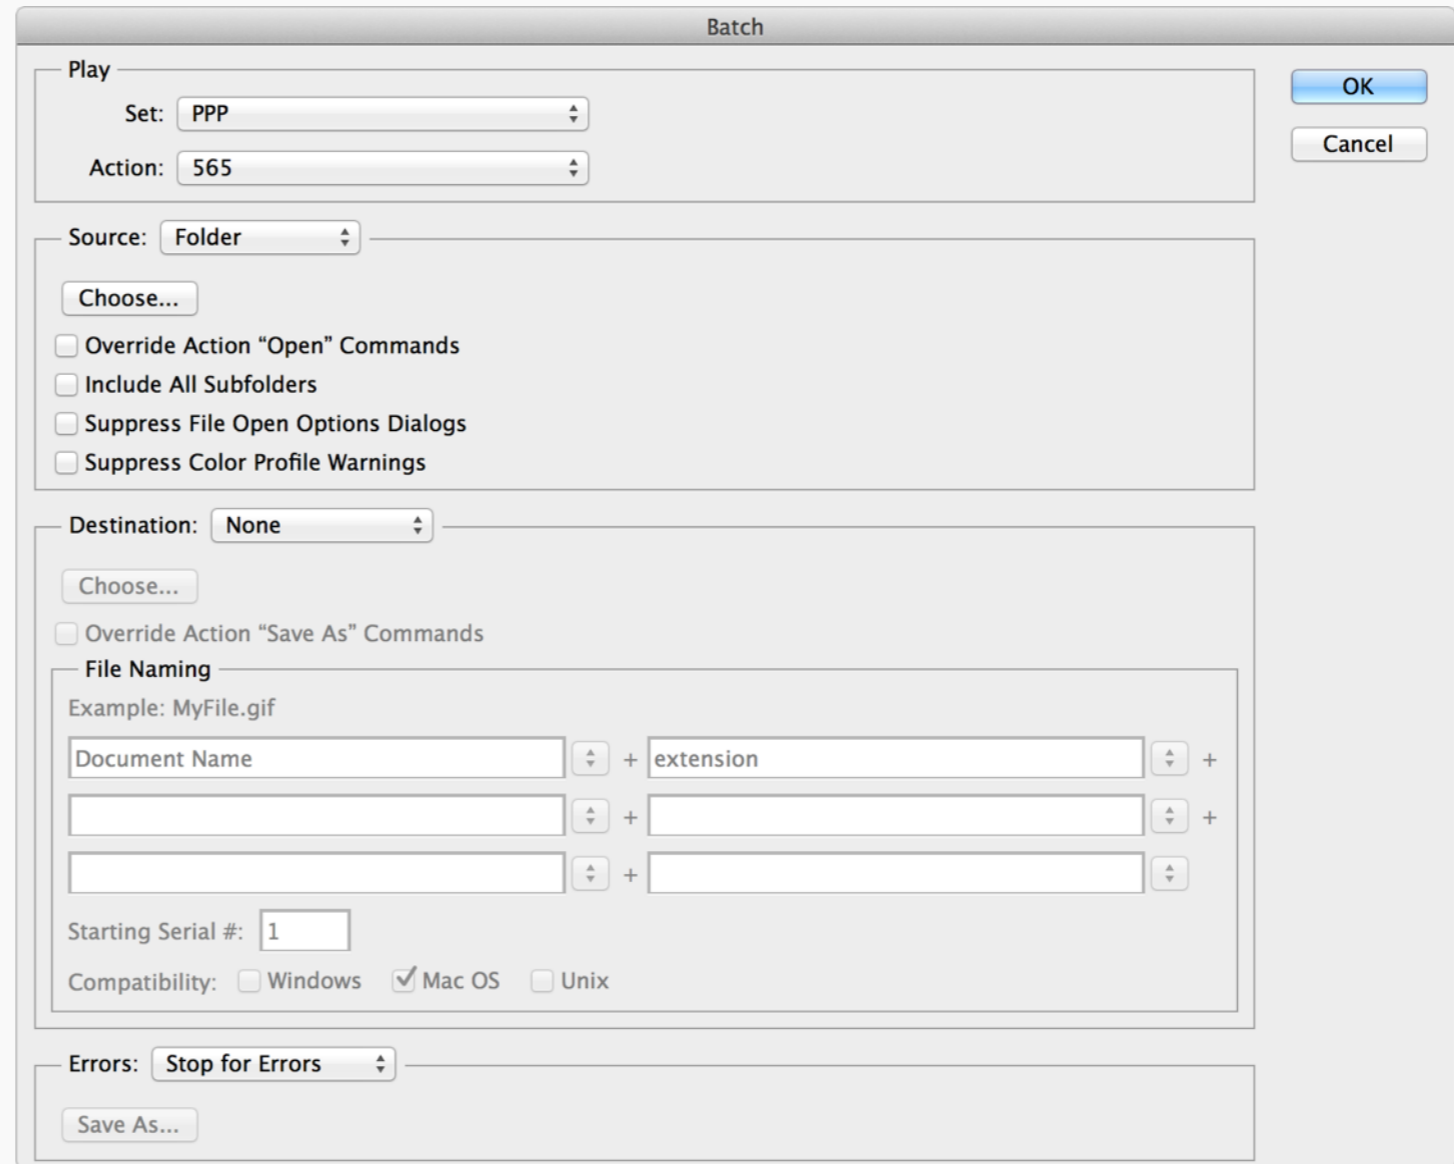 Batch
Play
OK
Set: PPP
Action: 565
Cancel
Source: Folder
Choose...
Override Action “Open” Commands
Include All Subfolders
Suppress File Open Options Dialogs
Suppress Color Profile Warnings
Destination: None
Choose...
Override Action “Save As” Commands
File Naming
Example: MyFile.gif
Document Name + extension +
+ +
+
Starting Serial #: 1
Compatibility: Windows Mac OS Unix
Errors: Stop for Errors
Save As...